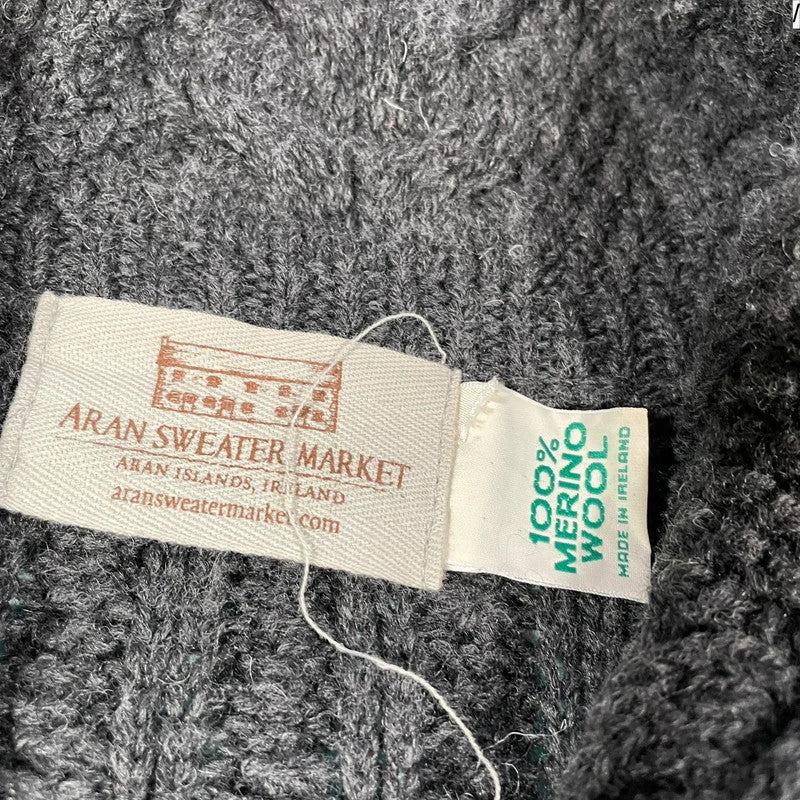 ARAN SWEATER MARKET
ARAN ISLANDS, IRELAND
aransweatermarket.com
100%
MERINO
WOOL
MADE IN IRELAND